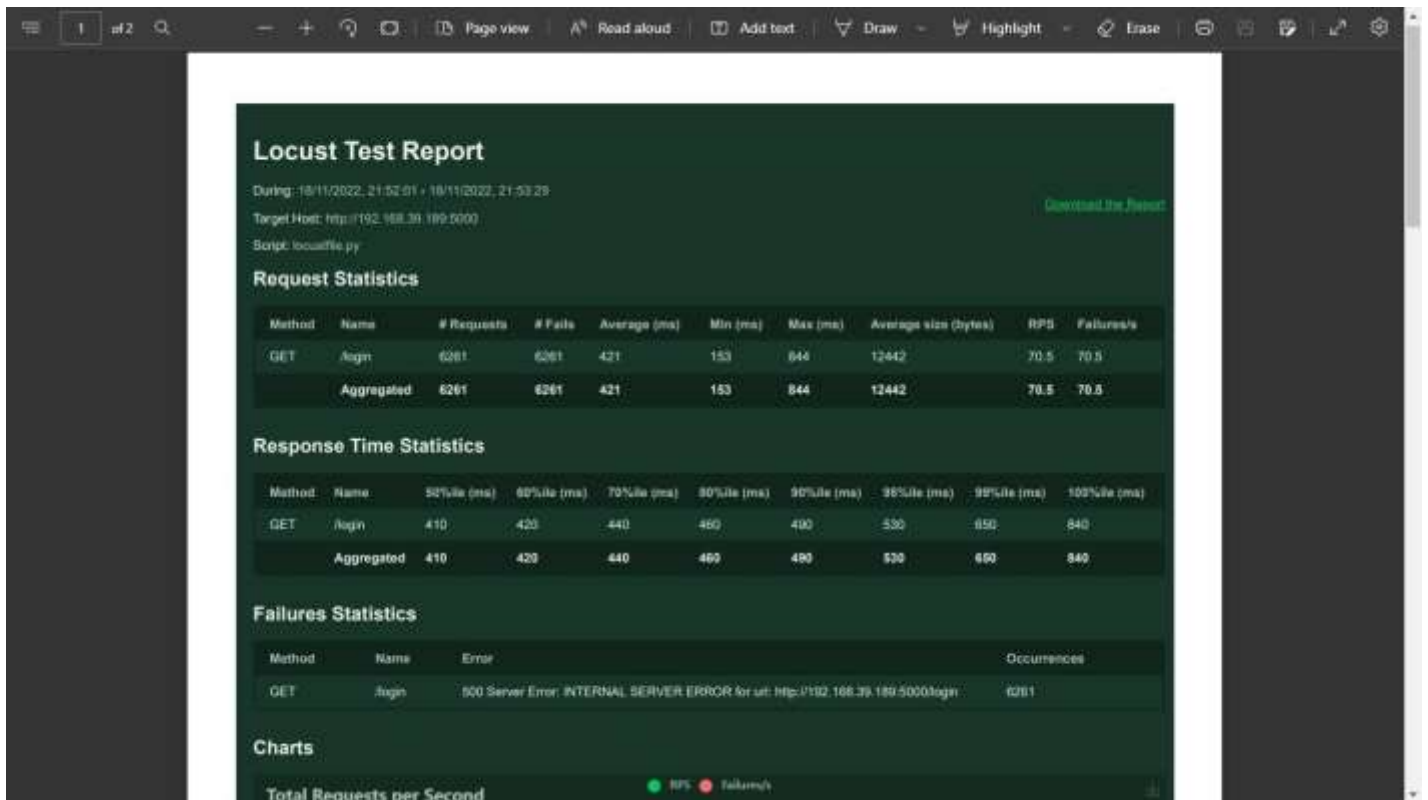 1 of 2 Page view Read aloud Add text Draw Highlight Erase
Locust Test Report
During: 18/11/2022, 21:52:01 - 18/11/2022, 21:53:29
Download the Report
Target Host: http://192.168.39.189:5000
Script: locustfile.py
Request Statistics
Method Name # Requests # Fails Average (ms) Min (ms) Max (ms) Average size (bytes) RPS Failures/s
GET /login 6261 6261 421 153 844 12442 70.5 70.5
Aggregated 6261 6261 421 153 844 12442 70.5 70.5
Response Time Statistics
Method Name 50%ile (ms) 60%ile (ms) 70%ile (ms) 80%ile (ms) 90%ile (ms) 95%ile (ms) 99%ile (ms) 100%ile (ms)
GET /login 410 420 440 460 490 530 650 840
Aggregated 410 420 440 460 490 530 650 840
Failures Statistics
Method Name Error Occurrences
GET /login 500 Server Error: INTERNAL SERVER ERROR for url: http://192.168.39.189:5000/login 6261
Charts
RPS Failures/s
Total Requests per Second